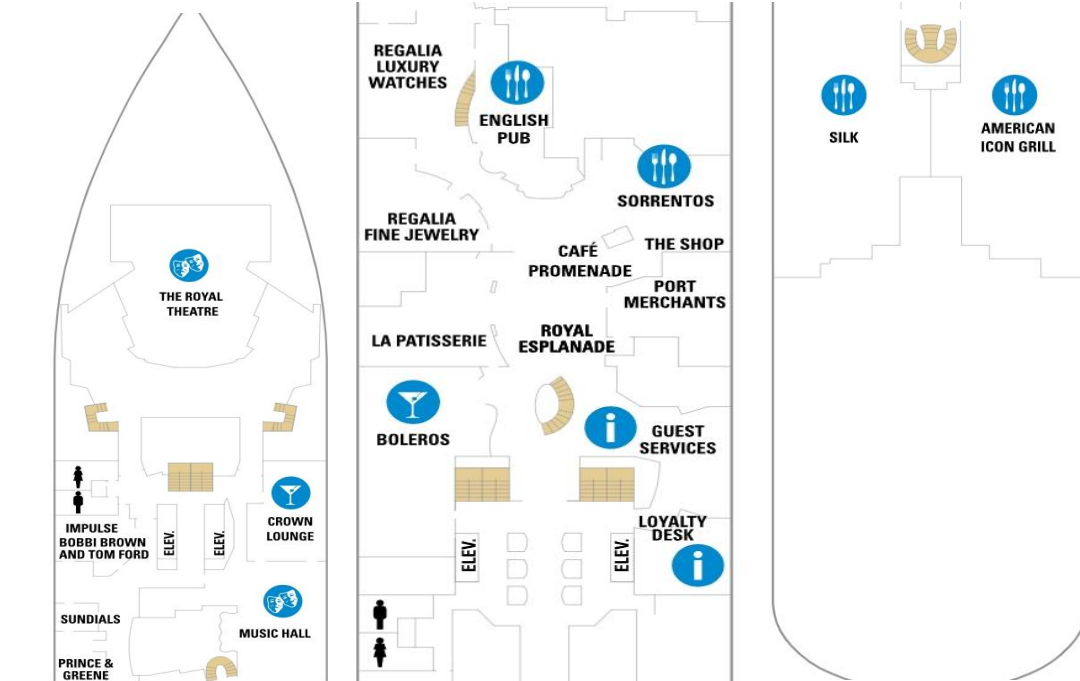 THE ROYAL
THEATRE
IMPULSE
BOBBI BROWN
AND TOM FORD
ELEV.
ELEV.
CROWN
LOUNGE
SUNDIALS
MUSIC HALL
PRINCE &
GREENE
REGALIA
LUXURY
WATCHES
ENGLISH
PUB
SORRENTOS
REGALIA
FINE JEWELRY
CAFÉ
PROMENADE
THE SHOP
PORT
MERCHANTS
LA PATISSERIE
ROYAL
ESPLANADE
BOLEROS
i
GUEST
SERVICES
LOYALTY
DESK
i
ELEV.
ELEV.
SILK
AMERICAN
ICON GRILL